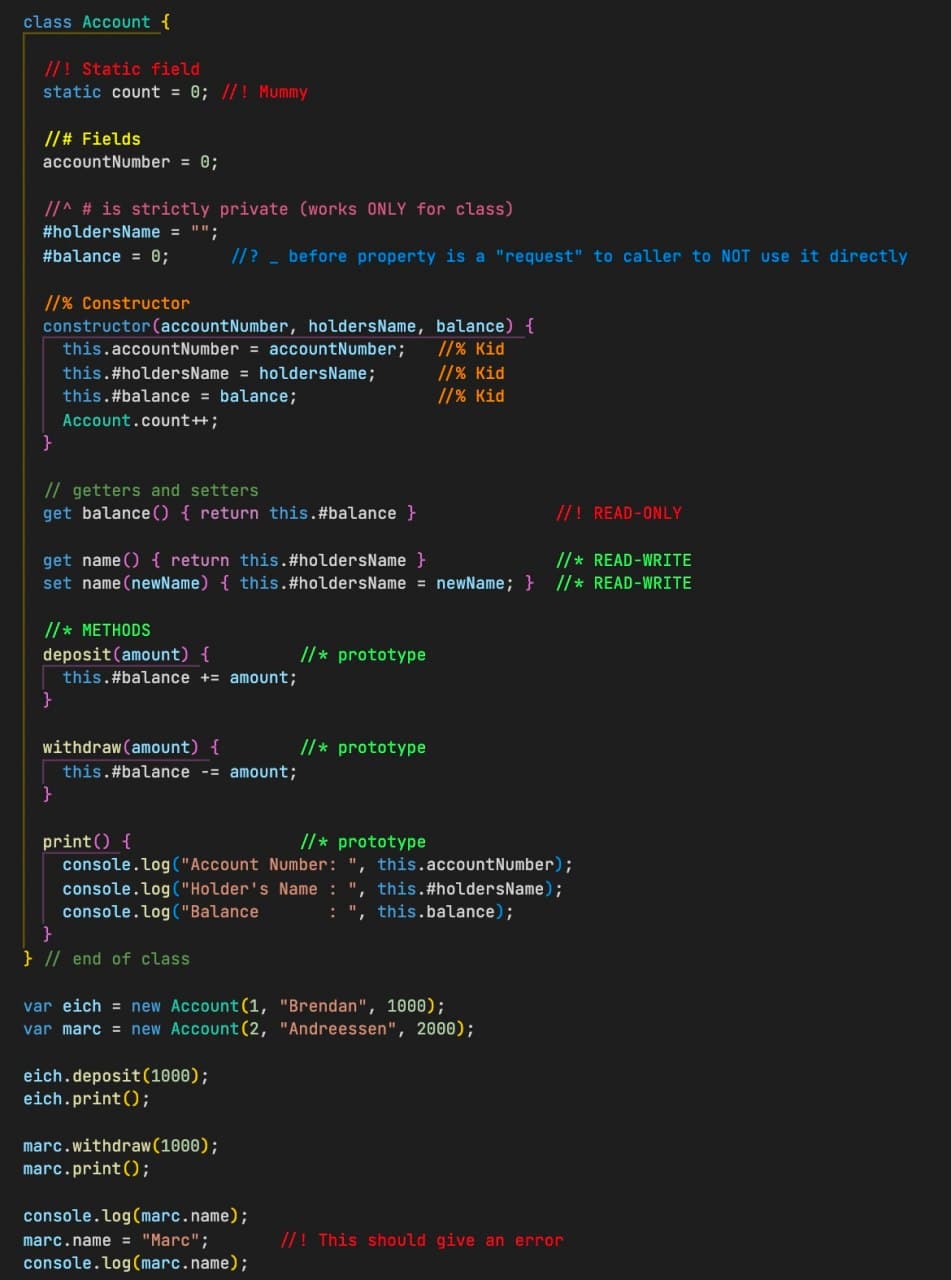 class Account {
//! Static field
static count = 0; //! Mummy
//# Fields
accountNumber = 0;
//^ # is strictly private (works ONLY for class)
#holdersName = "";
#balance = 0; //? _ before property is a "request" to caller to NOT use it directly
//% Constructor
constructor(accountNumber, holdersName, balance) {
this.accountNumber = accountNumber; //% Kid
this.#holdersName = holdersName; //% Kid
this.#balance = balance; //% Kid
Account.count++;
}
// getters and setters
get balance() { return this.#balance } //! READ-ONLY
get name() { return this.#holdersName } //* READ-WRITE
set name(newName) { this.#holdersName = newName; } //* READ-WRITE
//* METHODS
deposit(amount) { //* prototype
this.#balance += amount;
}
withdraw(amount) { //* prototype
this.#balance -= amount;
}
print() { //* prototype
console.log("Account Number: ", this.accountNumber);
console.log("Holder's Name : ", this.#holdersName);
console.log("Balance       : ", this.balance);
}
} // end of class
var eich = new Account(1, "Brendan", 1000);
var marc = new Account(2, "Andreessen", 2000);
eich.deposit(1000);
eich.print();
marc.withdraw(1000);
marc.print();
console.log(marc.name);
marc.name = "Marc"; //! This should give an error
console.log(marc.name);